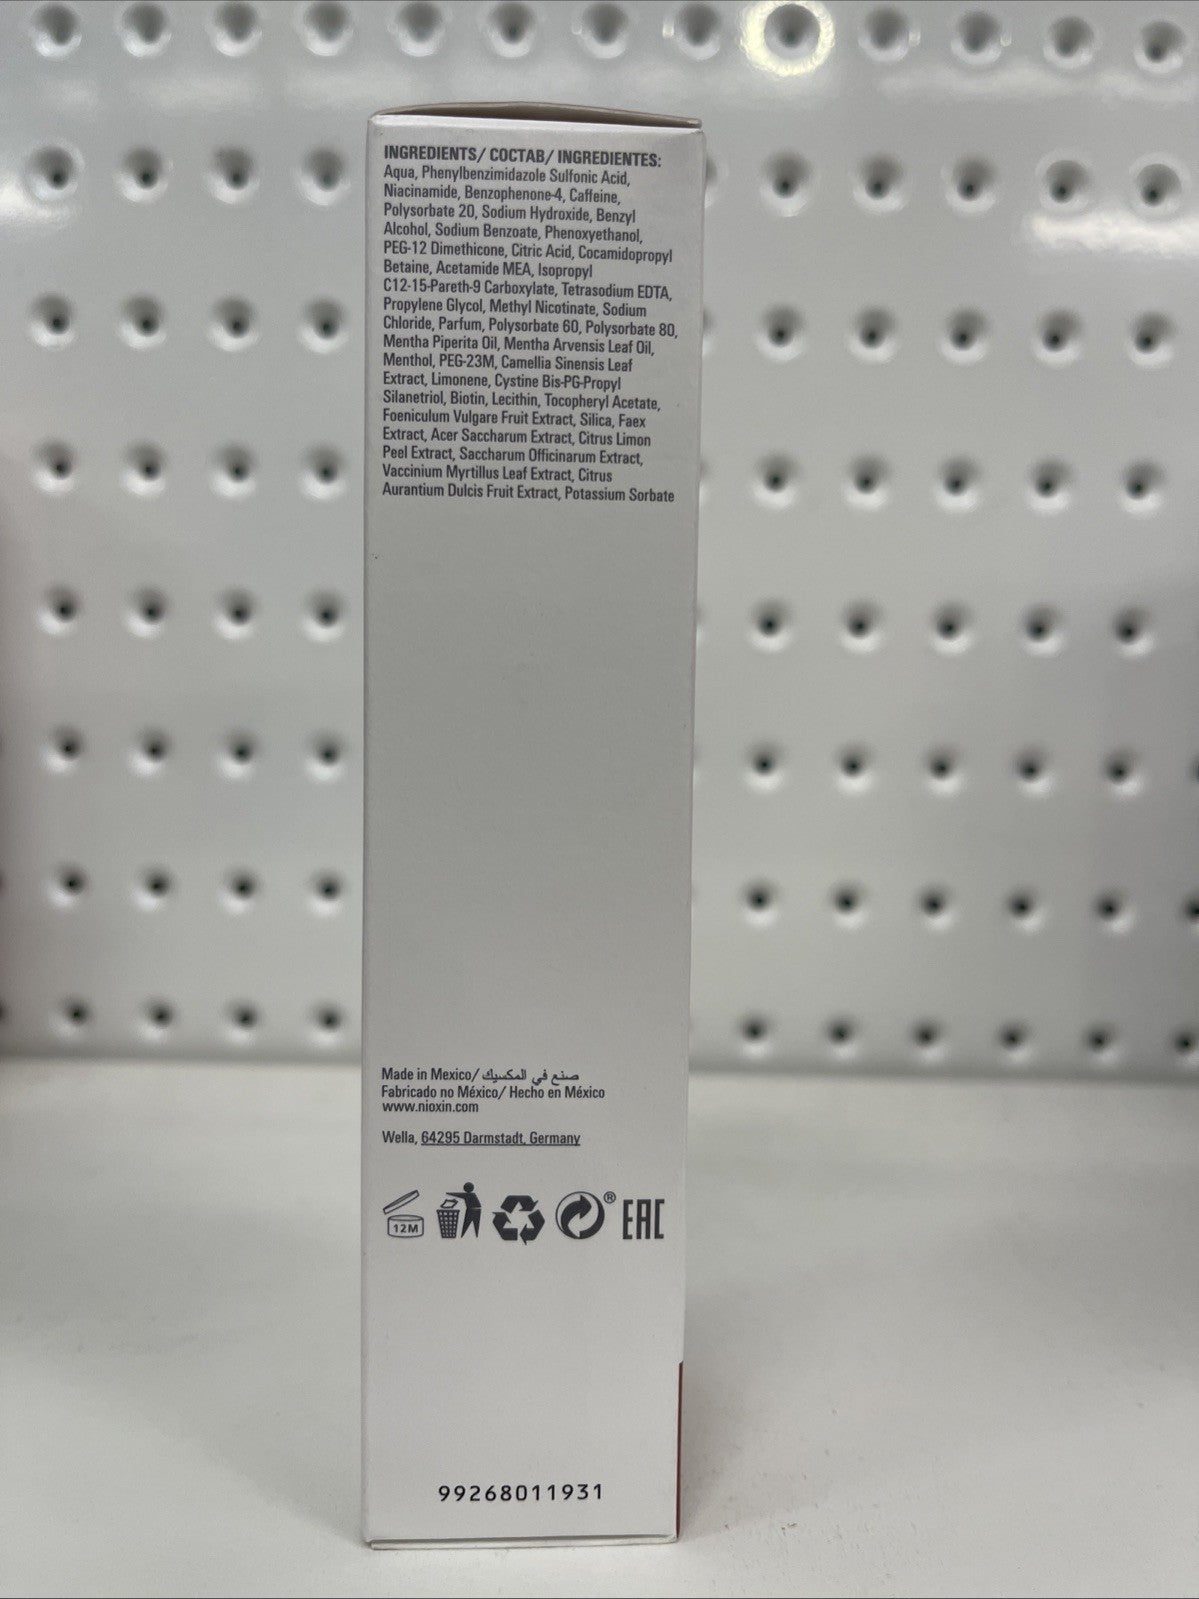 INGREDIENTS/ СОСТАВ/ INGREDIENTES:
Aqua, Phenylbenzimidazole Sulfonic Acid,
Niacinamide, Benzophenone-4, Caffeine,
Polysorbate 20, Sodium Hydroxide, Benzyl
Alcohol, Sodium Benzoate, Phenoxyethanol,
PEG-12 Dimethicone, Citric Acid, Cocamidopropyl
Betaine, Acetamide MEA, Isopropyl
C12-15-Pareth-9 Carboxylate, Tetrasodium EDTA,
Propylene Glycol, Methyl Nicotinate, Sodium
Chloride, Parfum, Polysorbate 60, Polysorbate 80,
Mentha Piperita Oil, Mentha Arvensis Leaf Oil,
Menthol, PEG-23M, Camellia Sinensis Leaf
Extract, Limonene, Cystine Bis-PG-Propyl
Silanetriol, Biotin, Lecithin, Tocopheryl Acetate,
Foeniculum Vulgare Fruit Extract, Silica, Faex
Extract, Acer Saccharum Extract, Citrus Limon
Peel Extract, Saccharum Officinarum Extract,
Vaccinium Myrtillus Leaf Extract, Citrus
Aurantium Dulcis Fruit Extract, Potassium Sorbate
Made in Mexico/ صنع في المكسيك
Fabricado no México/ Hecho en México
www.nioxin.com
Wella, 64295 Darmstadt, Germany
12M ® EAC
99268011931